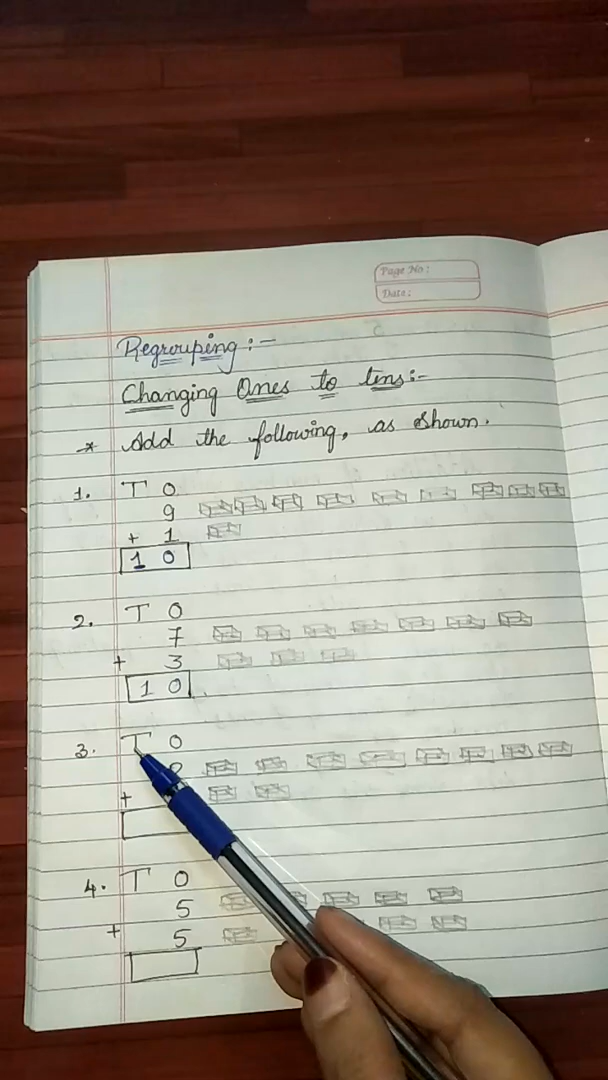 Page No:
Date:
Regrouping:-
Changing Ones to tens:-
* Add the following, as shown.
1. T O
9
+ 1
1 0
2. T O
7
+ 3
1 0
3. T O
+
4. T O
5
+ 5